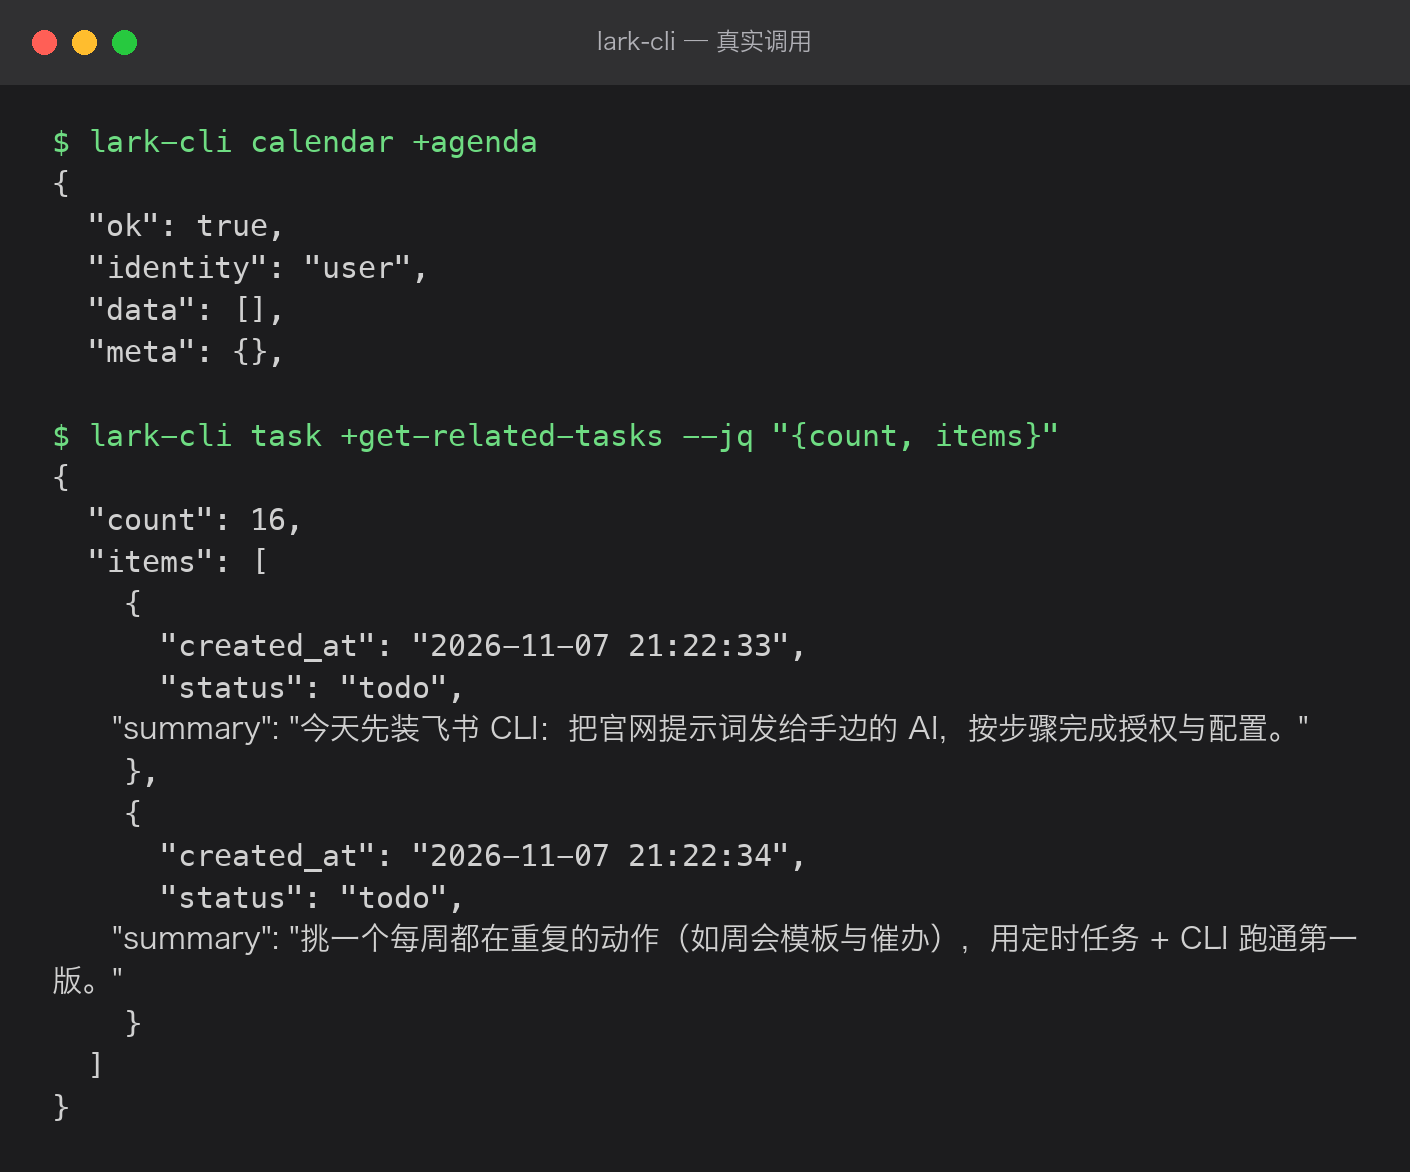 lark-cli — 真实调用
$ lark-cli calendar +agenda
{
  "ok": true,
  "identity": "user",
  "data": [],
  "meta": {},

$ lark-cli task +get-related-tasks --jq "{count, items}"
{
  "count": 16,
  "items": [
    {
      "created_at": "2026-11-07 21:22:33",
      "status": "todo",
      "summary": "今天先装飞书 CLI：把官网提示词发给手边的 AI，按步骤完成授权与配置。"
    },
    {
      "created_at": "2026-11-07 21:22:34",
      "status": "todo",
      "summary": "挑一个每周都在重复的动作（如周会模板与催办），用定时任务 + CLI 跑通第一
版。"
    }
  ]
}